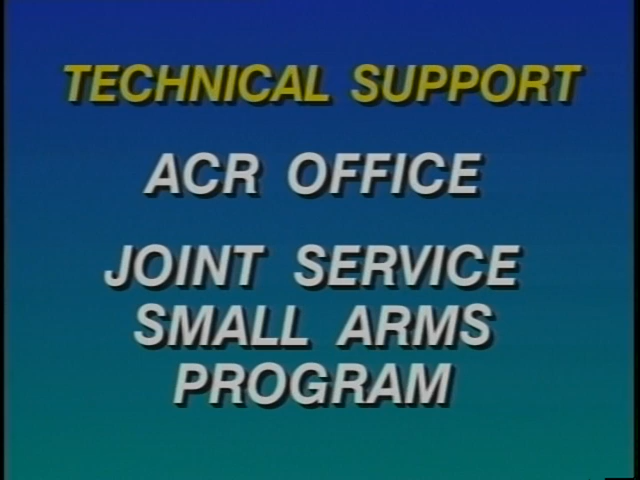 TECHNICAL SUPPORT
ACR OFFICE
JOINT SERVICE
SMALL ARMS
PROGRAM